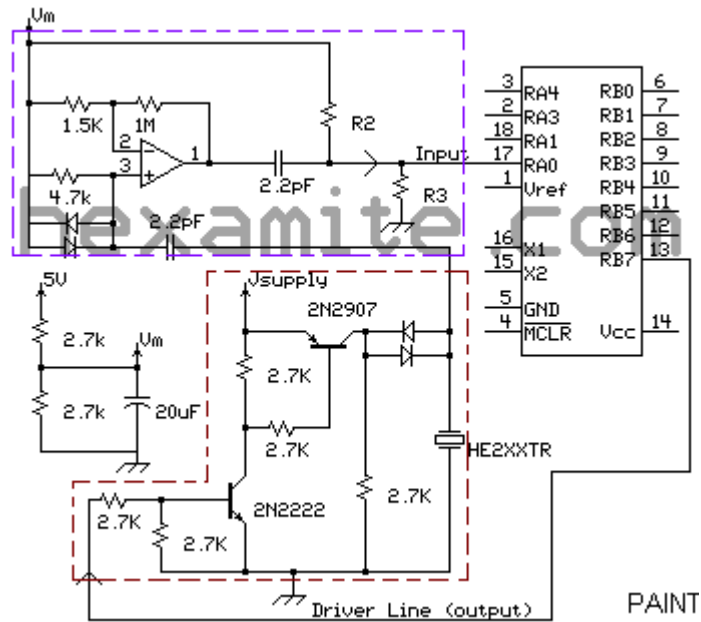 Vm
1.5K
1M
2
3
1
4.7k
2.2pF
2.2pF
R2
Input
R3
hexamite.com
3 RA4
2 RA3
18 RA1
17 RA0
1 Vref
16 X1
15 X2
5 GND
4 MCLR
RB0 6
RB1 7
RB2 8
RB3 9
RB4 10
RB5 11
RB6 12
RB7 13
Vcc 14
5V
2.7k
Vm
2.7k
20uF
Vsupply
2N2907
2.7K
2.7K
HE2XXTR
2.7K
2N2222
2.7K
2.7K
Driver Line (output)
PAINT